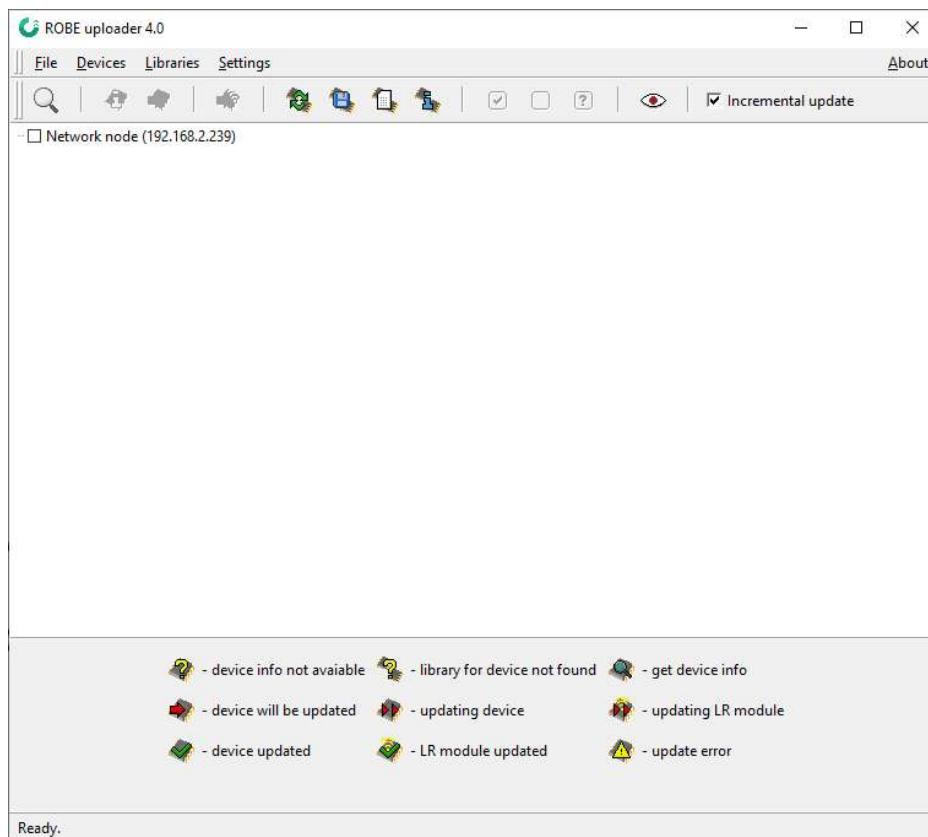 ROBE uploader 4.0
File Devices Libraries Settings About
Incremental update
Network node (192.168.2.239)
- device info not avaiable - library for device not found - get device info
- device will be updated - updating device - updating LR module
- device updated - LR module updated - update error
Ready.